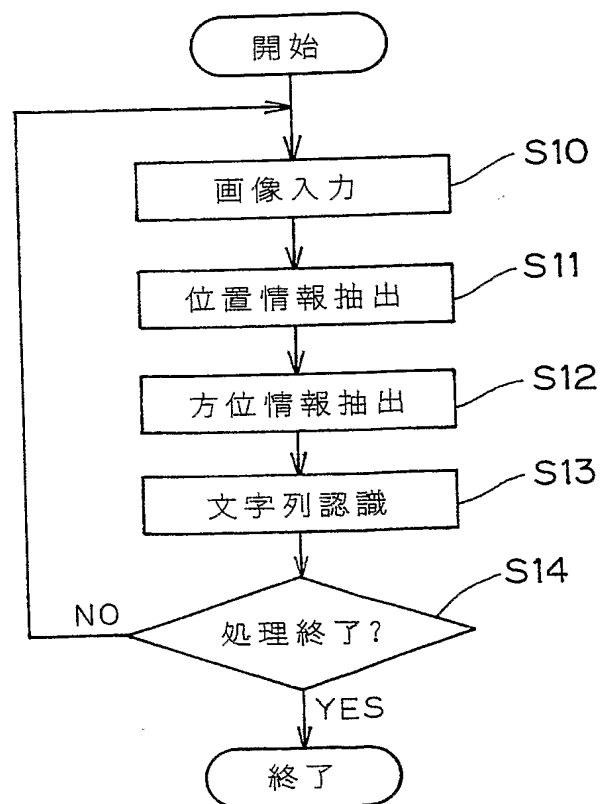 開始
画像入力
S10
位置情報抽出
S11
方位情報抽出
S12
文字列認識
S13
処理終了?
S14
NO
YES
終了